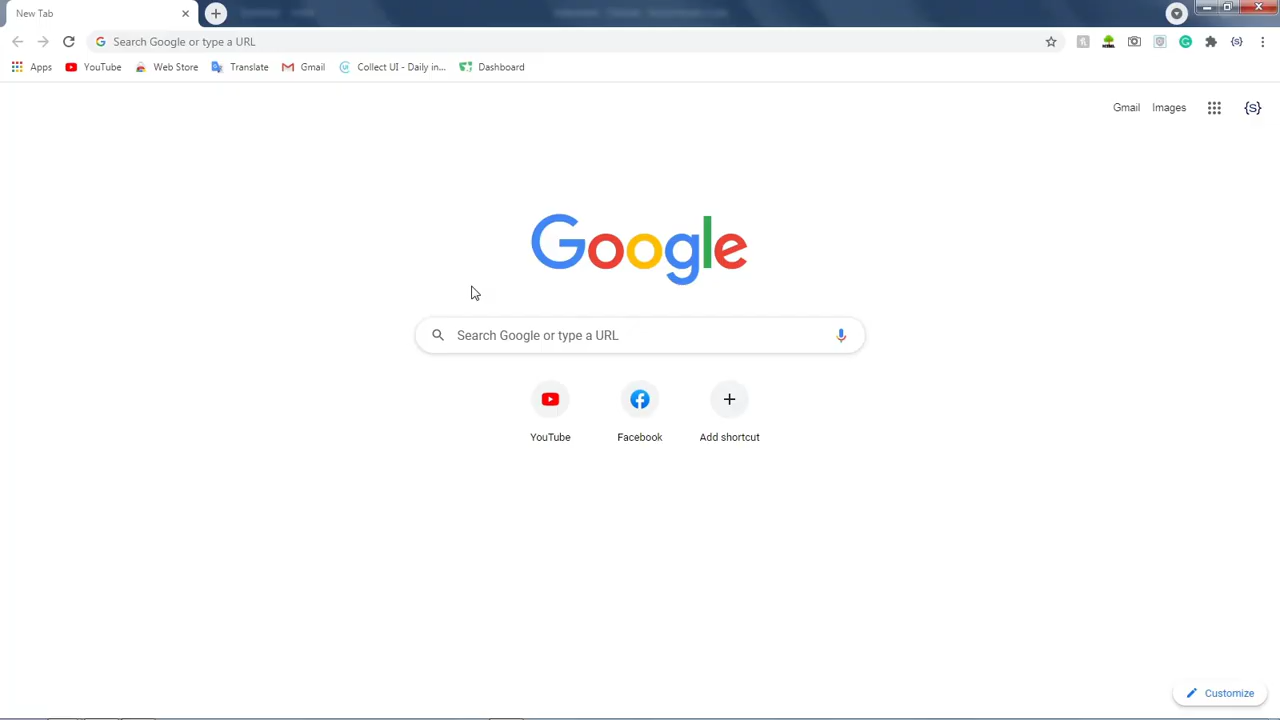 New Tab
Search Google or type a URL
Apps YouTube Web Store Translate Gmail Collect UI - Daily in... Dashboard
Gmail Images {S}
Google
Search Google or type a URL
YouTube Facebook Add shortcut
Customize